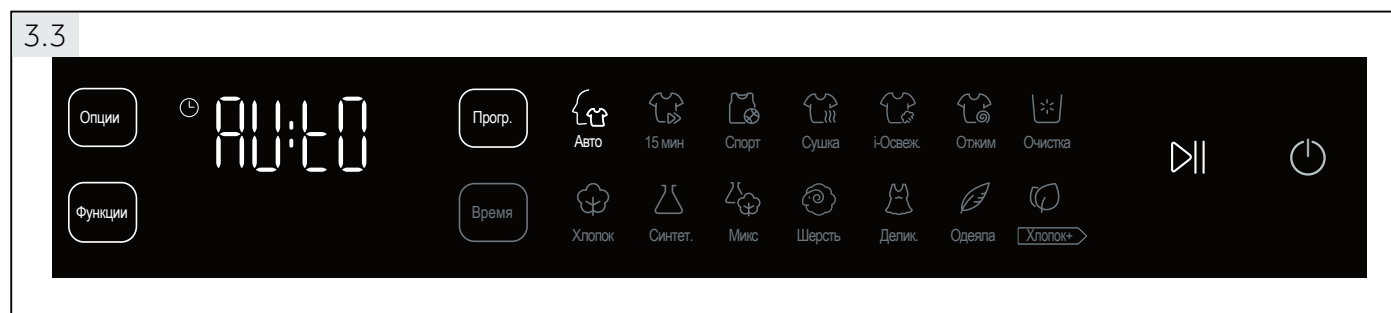 3.3
Опции
AU:tO
Прогр.
Авто
15 мин
Спорт
Сушка
i-Освеж.
Отжим
Очистка
Функции
Время
Хлопок
Синтет.
Микс
Шерсть
Делик.
Одеяла
Хлопок+